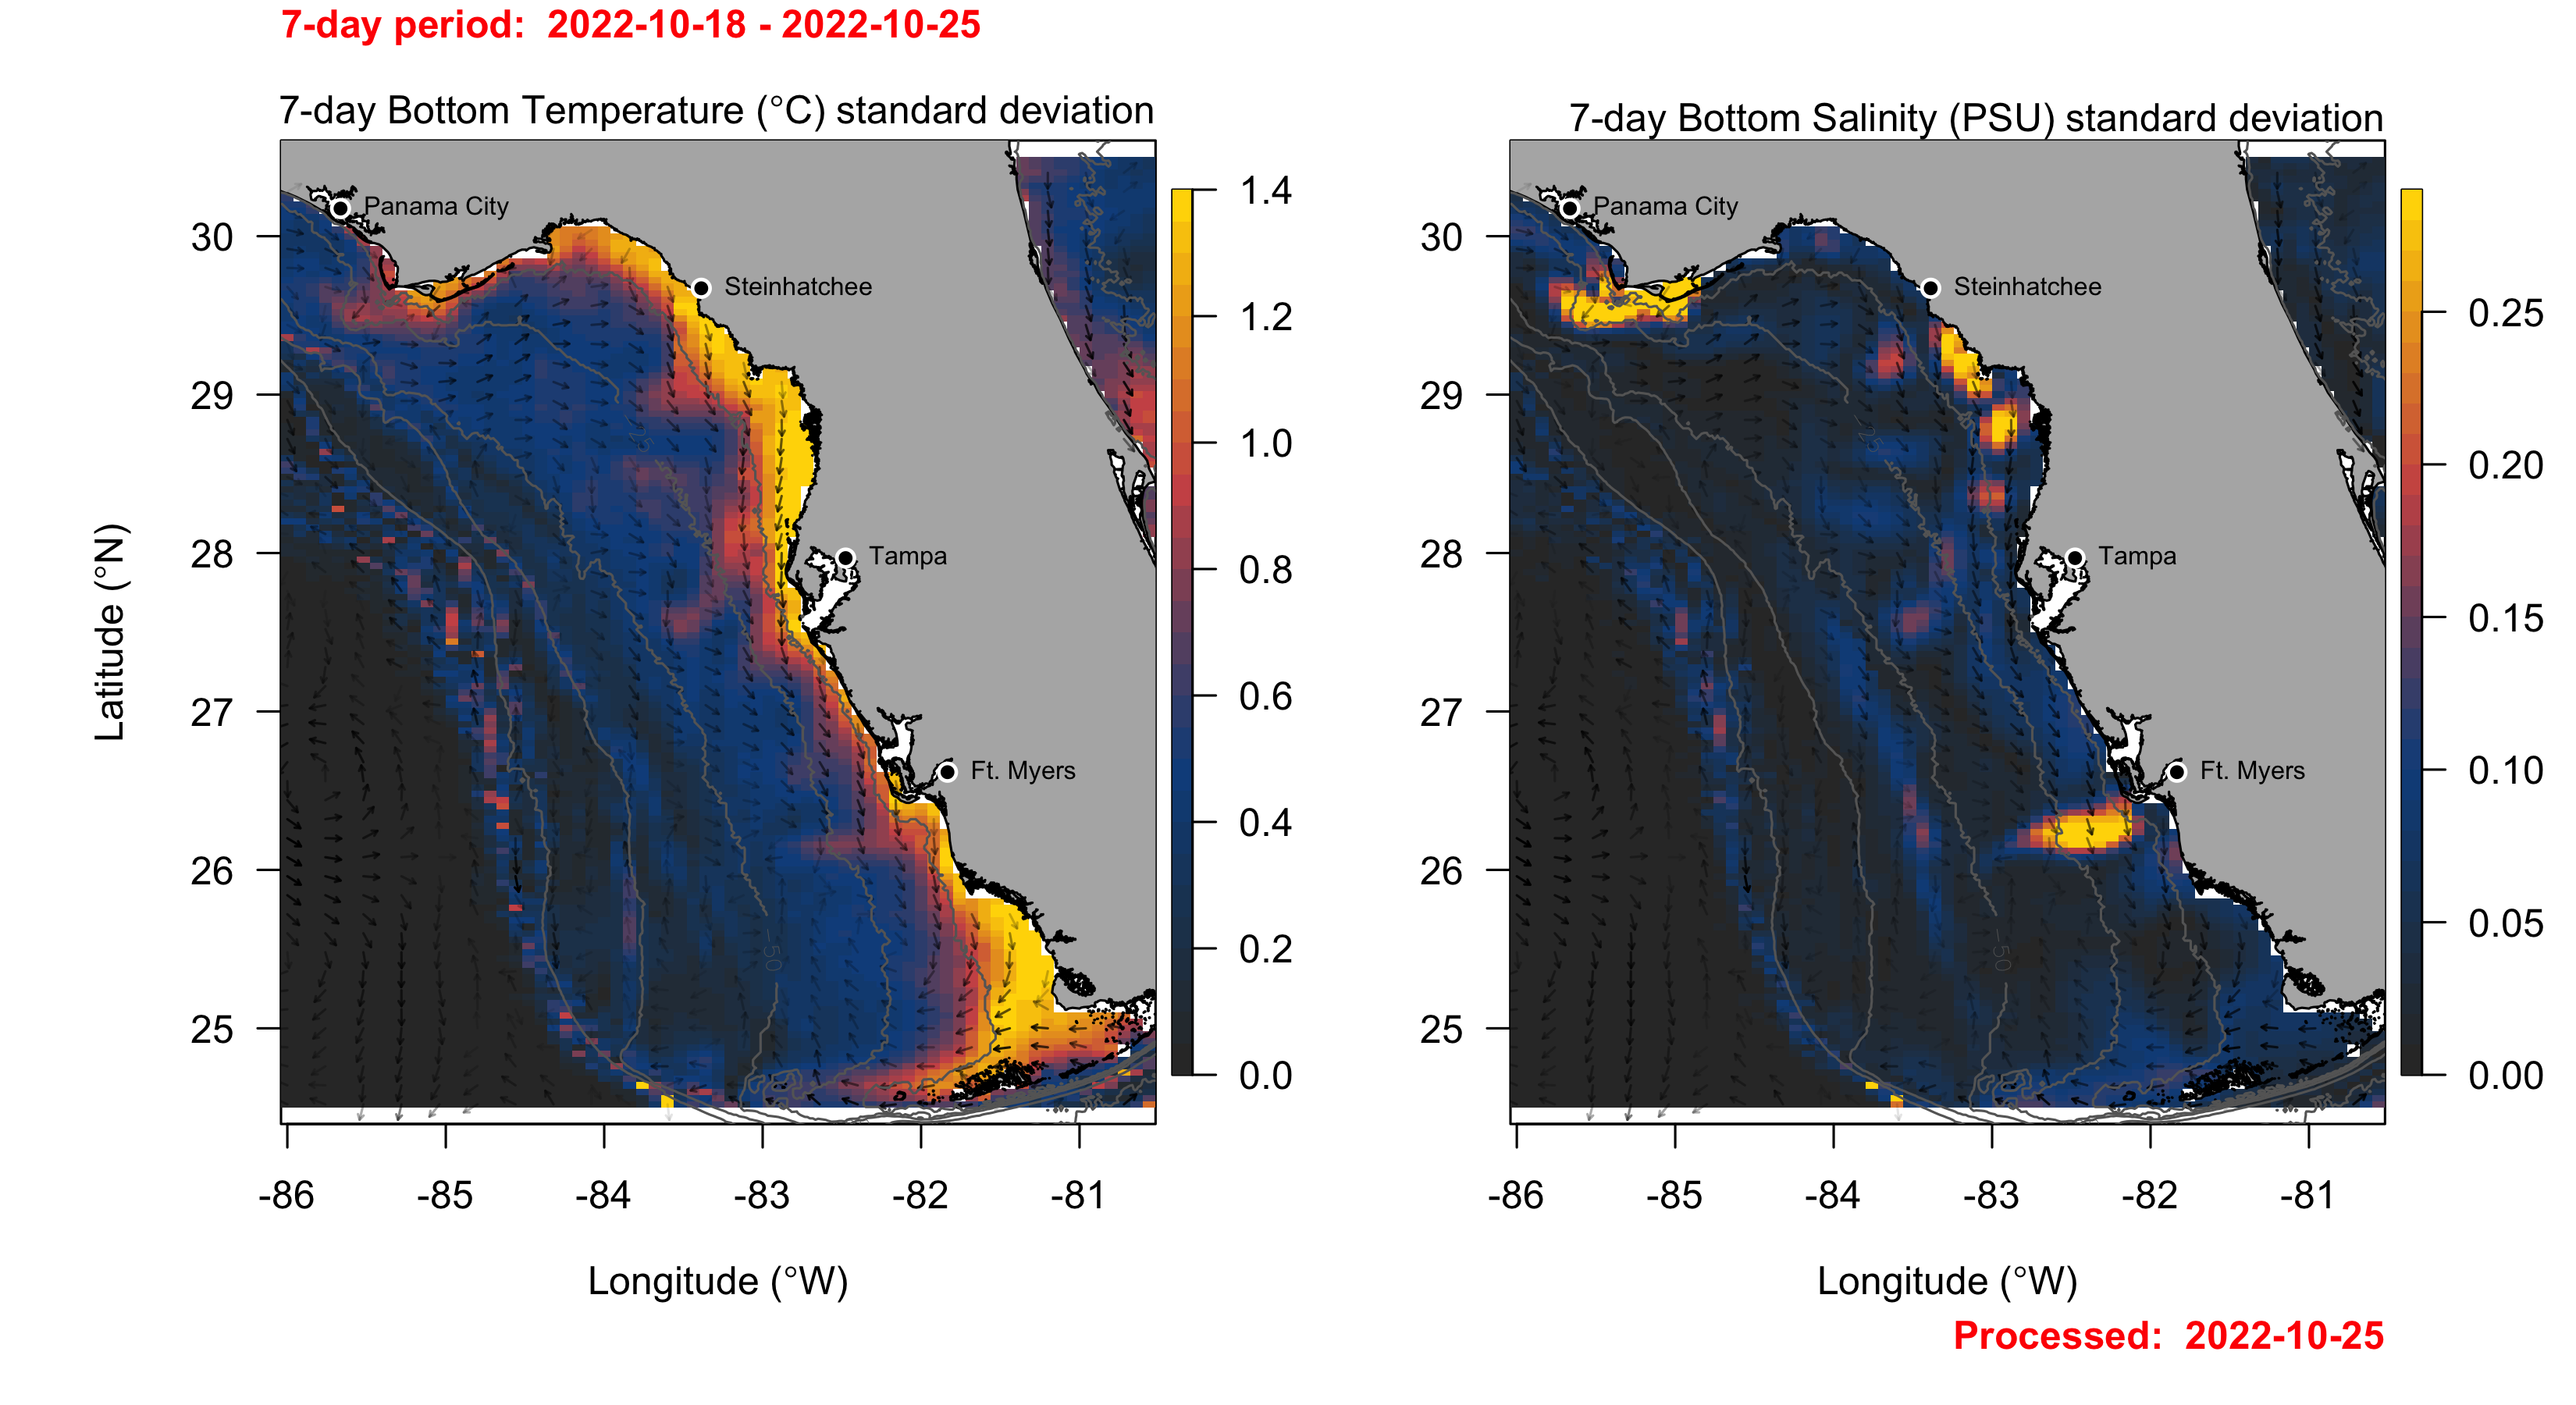 7-day period: 2022-10-18 - 2022-10-25
7-day Bottom Temperature (°C) standard deviation
7-day Bottom Salinity (PSU) standard deviation
Latitude (°N)
30
29
28
27
26
25
Panama City
Steinhatchee
Tampa
Ft. Myers
-25
-50
1.4
1.2
1.0
0.8
0.6
0.4
0.2
0.0
-86
-85
-84
-83
-82
-81
Longitude (°W)
30
29
28
27
26
25
Panama City
Steinhatchee
Tampa
Ft. Myers
-25
-50
0.25
0.20
0.15
0.10
0.05
0.00
-86
-85
-84
-83
-82
-81
Longitude (°W)
Processed: 2022-10-25